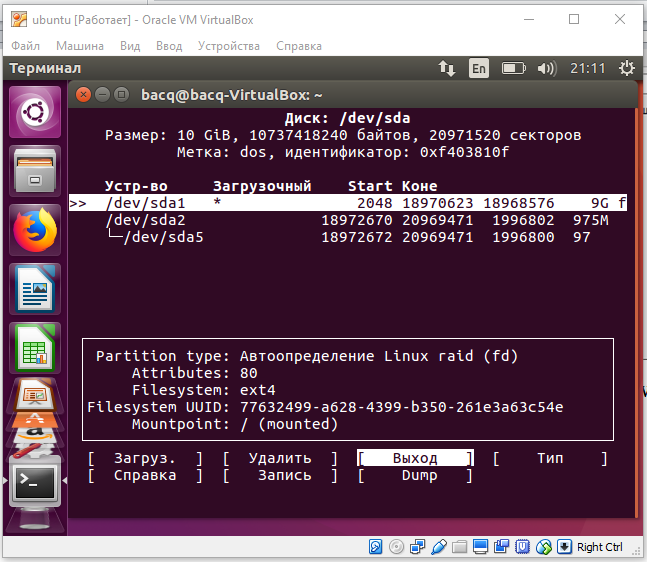 ubuntu [Работает] - Oracle VM VirtualBox
Файл Машина Вид Ввод Устройства Справка
Терминал En 21:11
bacq@bacq-VirtualBox: ~
Диск: /dev/sda
Размер: 10 GiB, 10737418240 байтов, 20971520 секторов
Метка: dos, идентификатор: 0xf403810f
Устр-во Загрузочный Start Коне
>> /dev/sda1 * 2048 18970623 18968576 9G f
/dev/sda2 18972670 20969471 1996802 975M
└─/dev/sda5 18972672 20969471 1996800 97
Partition type: Автоопределение Linux raid (fd)
Attributes: 80
Filesystem: ext4
Filesystem UUID: 77632499-a628-4399-b350-261e3a63c54e
Mountpoint: / (mounted)
[ Загруз. ] [ Удалить ] [ Выход ] [ Тип ]
[ Справка ] [ Запись ] [ Dump ]
Right Ctrl